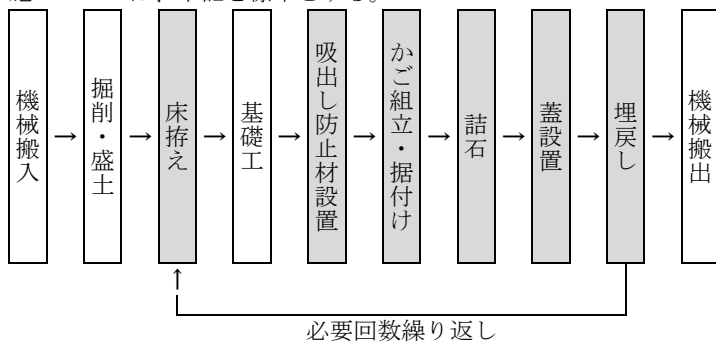 機械搬入
→
掘削・盛土
→
床拵え
→
基礎工
→
吸出し防止材設置
→
かご組立・据付け
→
詰石
→
蓋設置
→
埋戻し
→
機械搬出
↑
必要回数繰り返し